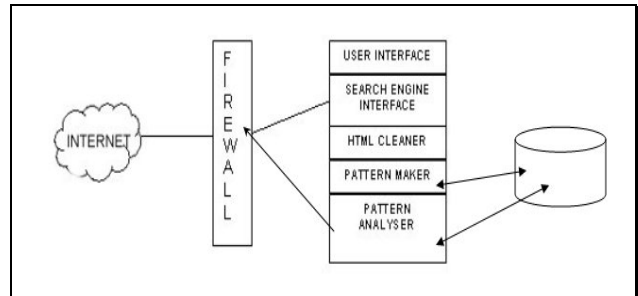 INTERNET
F
I
R
E
W
A
L
L
USER INTERFACE
SEARCH ENGINE
INTERFACE
HTML CLEANER
PATTERN MAKER
PATTERN
ANALYSER